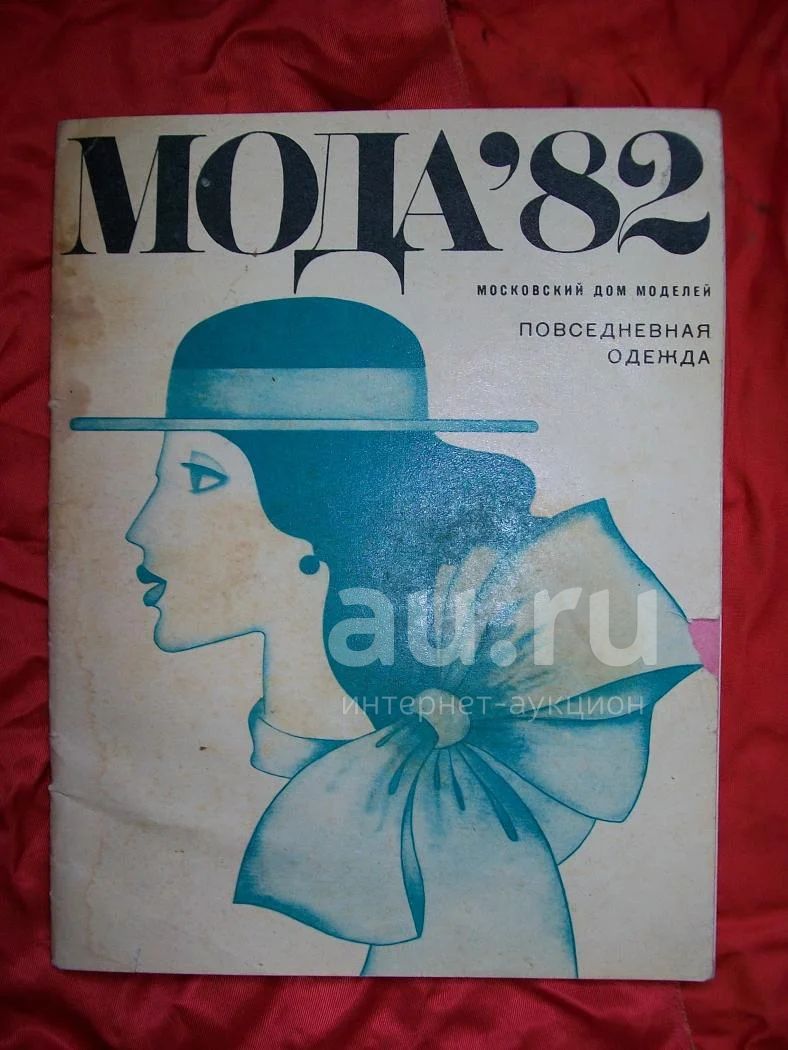 МОДА'82
МОСКОВСКИЙ ДОМ МОДЕЛЕЙ
ПОВСЕДНЕВНАЯ
ОДЕЖДА
au.ru
интернет-аукцион